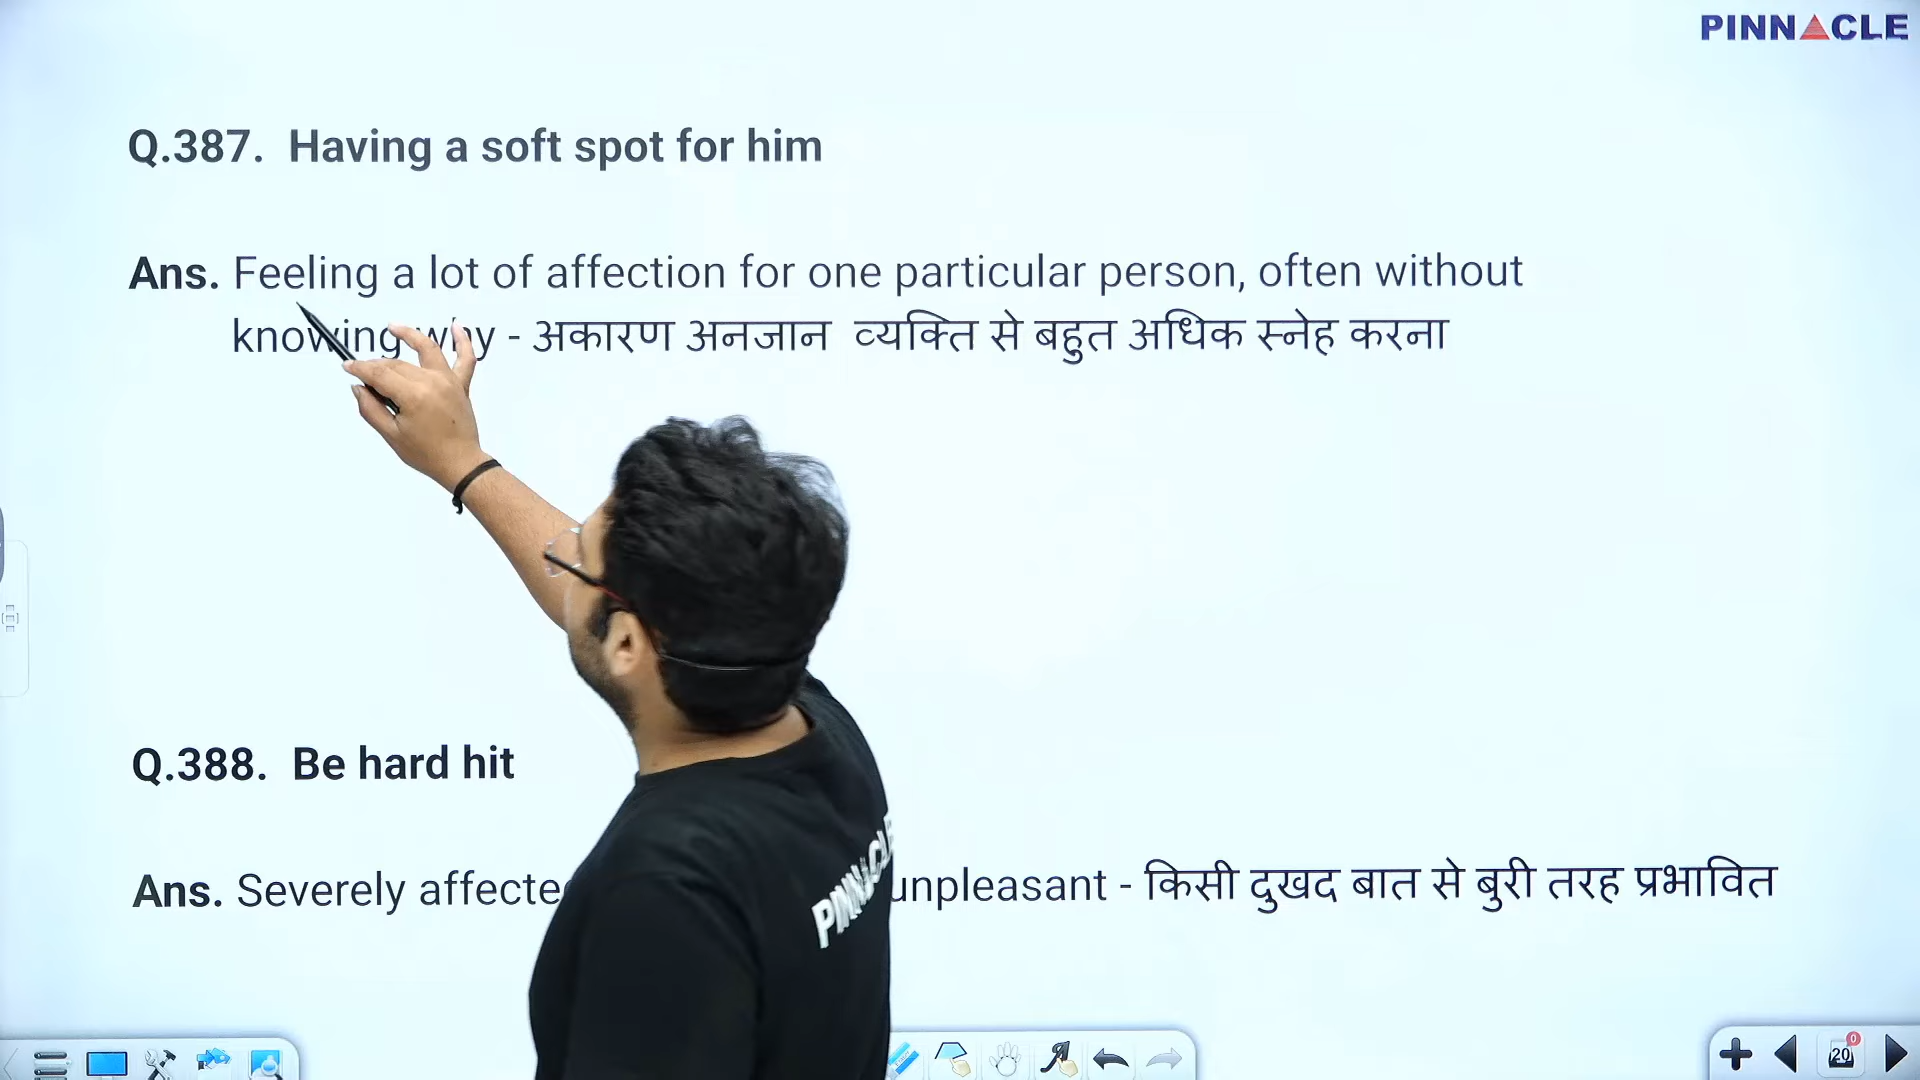 PINNACLE
Q.387. Having a soft spot for him
Ans. Feeling a lot of affection for one particular person, often without
knowing why - अकारण अनजान व्यक्ति से बहुत अधिक स्नेह करना
Q.388. Be hard hit
Ans. Severely unpleasant - किसी दुखद बात से बुरी तरह प्रभावित
PINNACLE
20
0